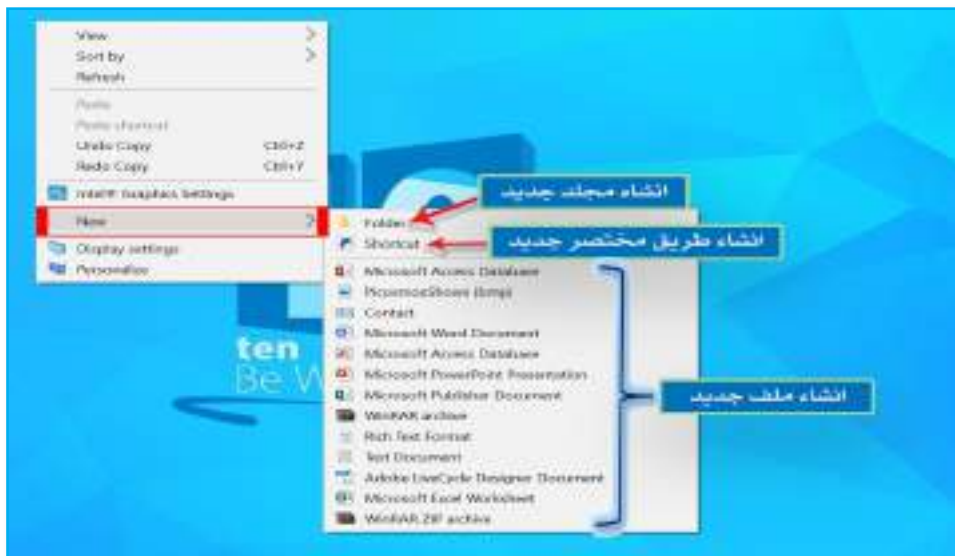 View
Sort by
Refresh
Paste
Paste shortcut
Undo Copy Ctrl+Z
Redo Copy Ctrl+Y
Intel® Graphics Settings
New
Display settings
Personalize
Folder
Shortcut
Microsoft Access Database
(bmp)
Contact
Microsoft Word Document
Microsoft Access Database
Microsoft PowerPoint Presentation
Microsoft Publisher Document
WinRAR archive
Rich Text Format
Text Document
Adobe LiveCycle Designer Document
Microsoft Excel Worksheet
WinRAR ZIP archive
انشاء مجلد جديد
انشاء طريق مختصر جديد
انشاء ملف جديد
ten
Be W